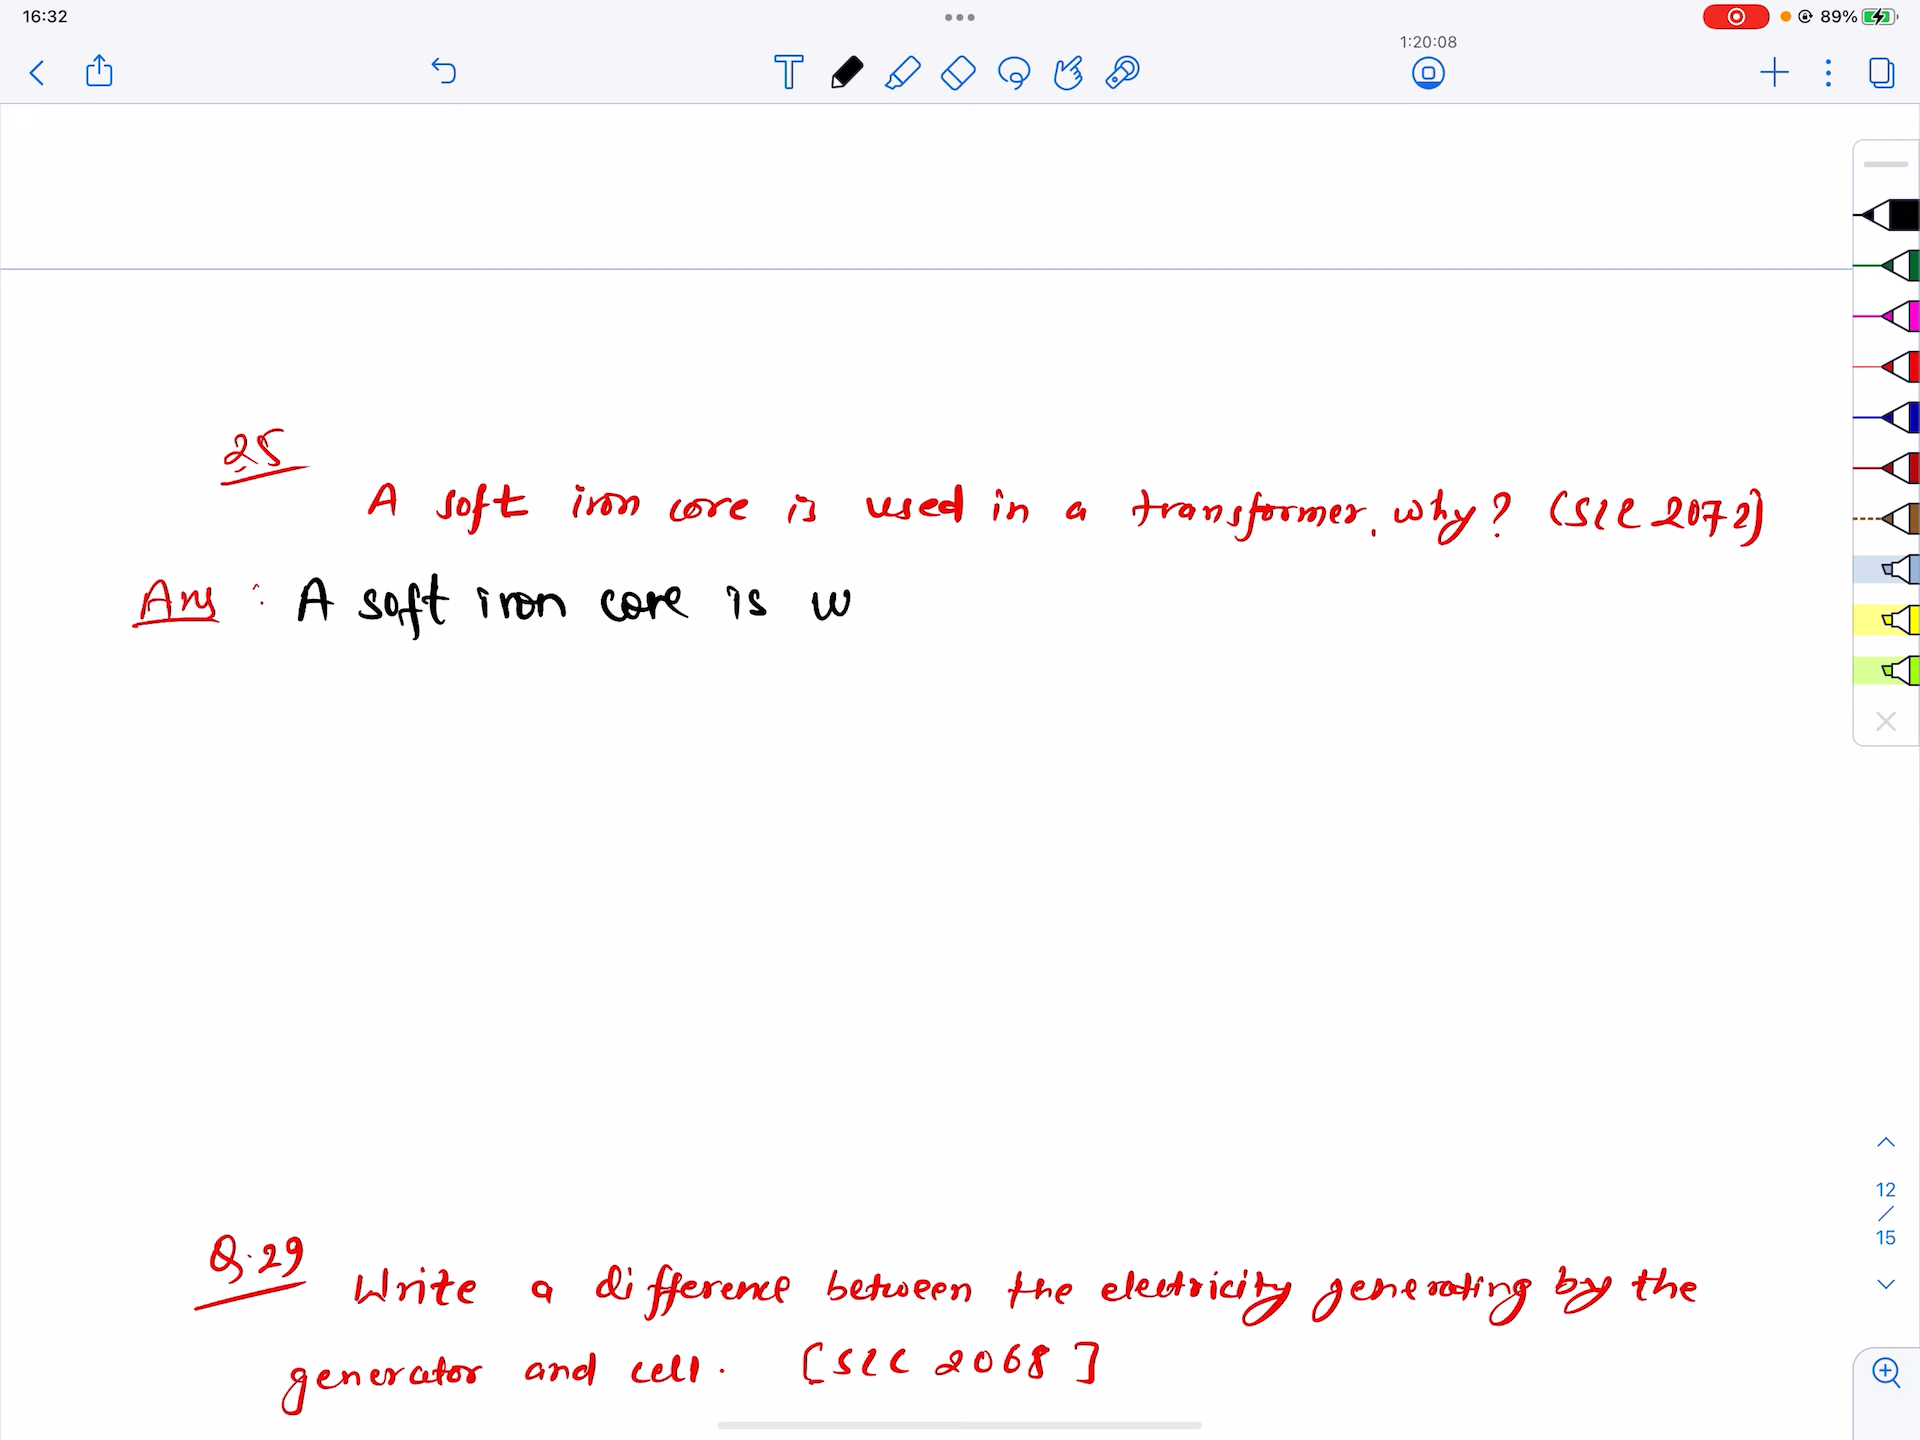 16:32
89%
1:20:08
25
A soft iron core is used in a transformer. why? (SLC 2072)
Ans : A soft iron core is w
12
/
15
Q.29
Write a difference between the electricity generating by the
generator and cell. [SLC 2068]